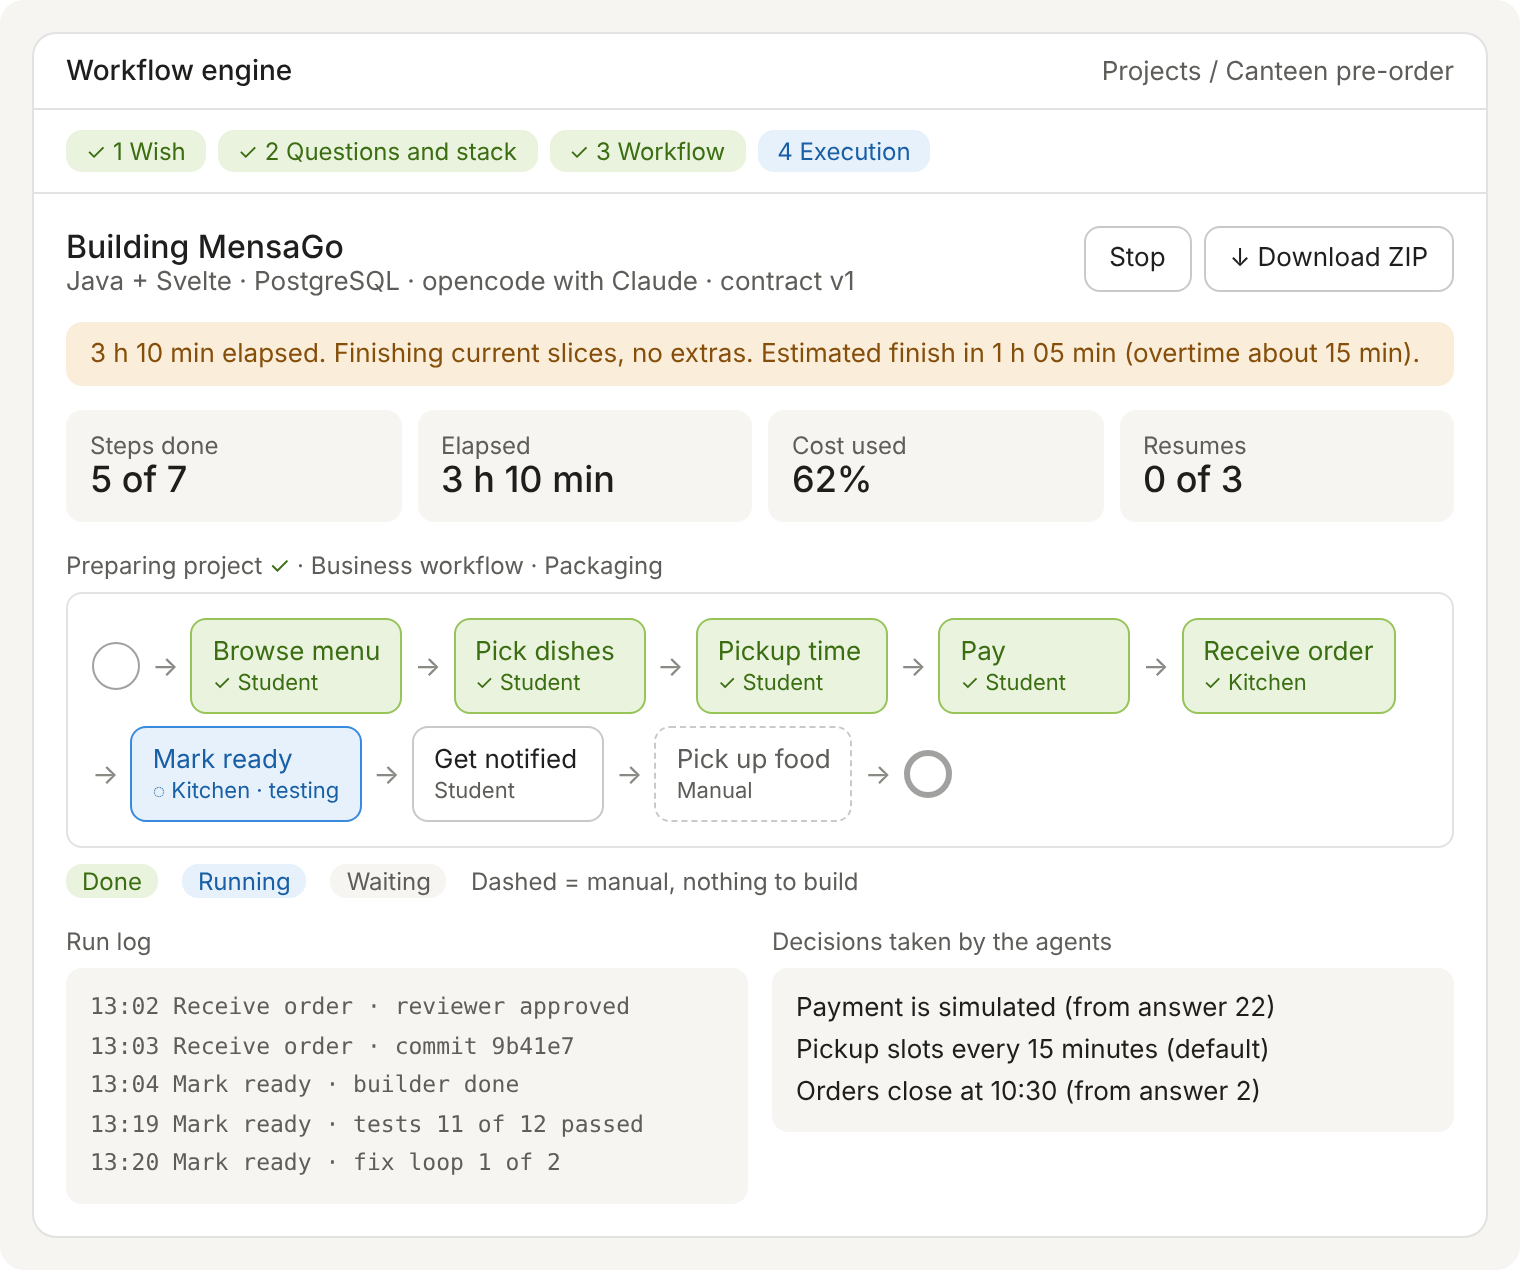 Workflow engine
Projects / Canteen pre-order
✓ 1 Wish
✓ 2 Questions and stack
✓ 3 Workflow
4 Execution
Building MensaGo
Java + Svelte · PostgreSQL · opencode with Claude · contract v1
Stop
↓ Download ZIP
3 h 10 min elapsed. Finishing current slices, no extras. Estimated finish in 1 h 05 min (overtime about 15 min).
Steps done
5 of 7
Elapsed
3 h 10 min
Cost used
62%
Resumes
0 of 3
Preparing project ✓ · Business workflow · Packaging
Browse menu
✓ Student
Pick dishes
✓ Student
Pickup time
✓ Student
Pay
✓ Student
Receive order
✓ Kitchen
Mark ready
◌ Kitchen · testing
Get notified
Student
Pick up food
Manual
Done
Running
Waiting
Dashed = manual, nothing to build
Run log
13:02 Receive order · reviewer approved
13:03 Receive order · commit 9b41e7
13:04 Mark ready · builder done
13:19 Mark ready · tests 11 of 12 passed
13:20 Mark ready · fix loop 1 of 2
Decisions taken by the agents
Payment is simulated (from answer 22)
Pickup slots every 15 minutes (default)
Orders close at 10:30 (from answer 2)